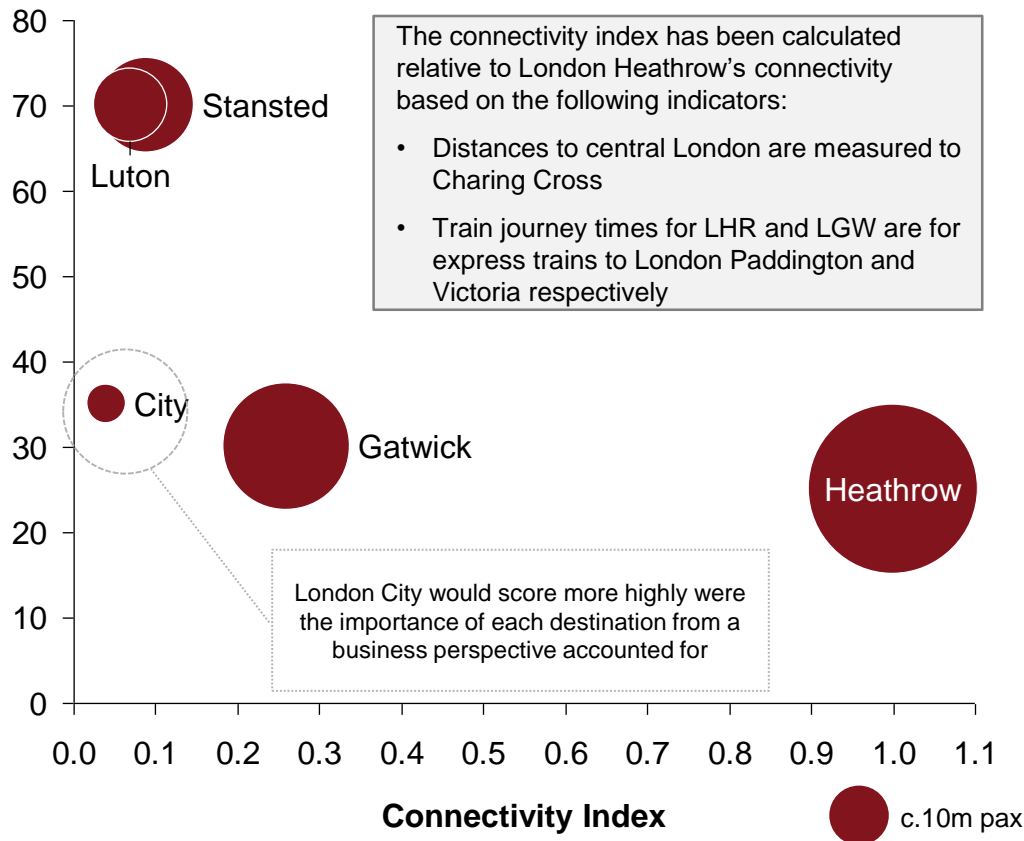 80
70
60
50
40
30
20
10
0
The connectivity index has been calculated
relative to London Heathrow’s connectivity
based on the following indicators:
• Distances to central London are measured to
Charing Cross
• Train journey times for LHR and LGW are for
express trains to London Paddington and
Victoria respectively
Stansted
Luton
City
Gatwick
Heathrow
London City would score more highly were
the importance of each destination from a
business perspective accounted for
0.0 0.1 0.2 0.3 0.4 0.5 0.6 0.7 0.8 0.9 1.0 1.1
Connectivity Index
c.10m pax